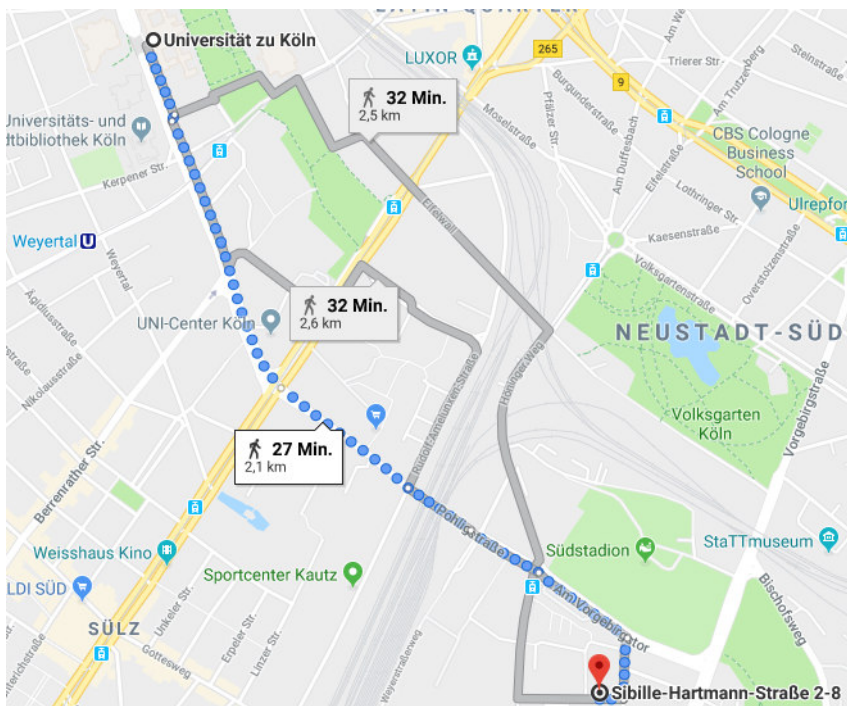 LATIN QUARTER
Universität zu Köln
LUXOR
265
9
Am We
Am Trutzenberg
Steinstraße
Trierer Str.
Burgunderstraße
Pfälzer Str.
Moselstraße
32 Min.
2,5 km
Universitäts- und
dtbibliothek Köln
CBS Cologne
Business
School
Am Duffesbach
Eifelstraße
Lothringer Str.
Ulrepfor
Kerpener Str.
Weyertal
U
Weyertal
Eifelwall
Kaesenstraße
Volksgartenstraße
Overstolzenstraße
Ägidiusstraße
Nikolausstraße
UNI-Center Köln
32 Min.
2,6 km
NEUSTADT-SÜD
Höninger Weg
Rudolf-Amelunxen-Straße
Vorgebirgstraße
Volksgarten
Köln
27 Min.
2,1 km
Berrenrather Str.
Pohligstraße
Weisshaus Kino
Südstadion
StaTTmuseum
Sportcenter Kautz
LDI SÜD
Am Vorgebirgstor
Bischofsweg
SÜLZ
Unkeler Str.
Erpeler Str.
Linzer Str.
Gottesweg
nterichstraße
Weyerstraßerweg
Sibille-Hartmann-Straße 2-8